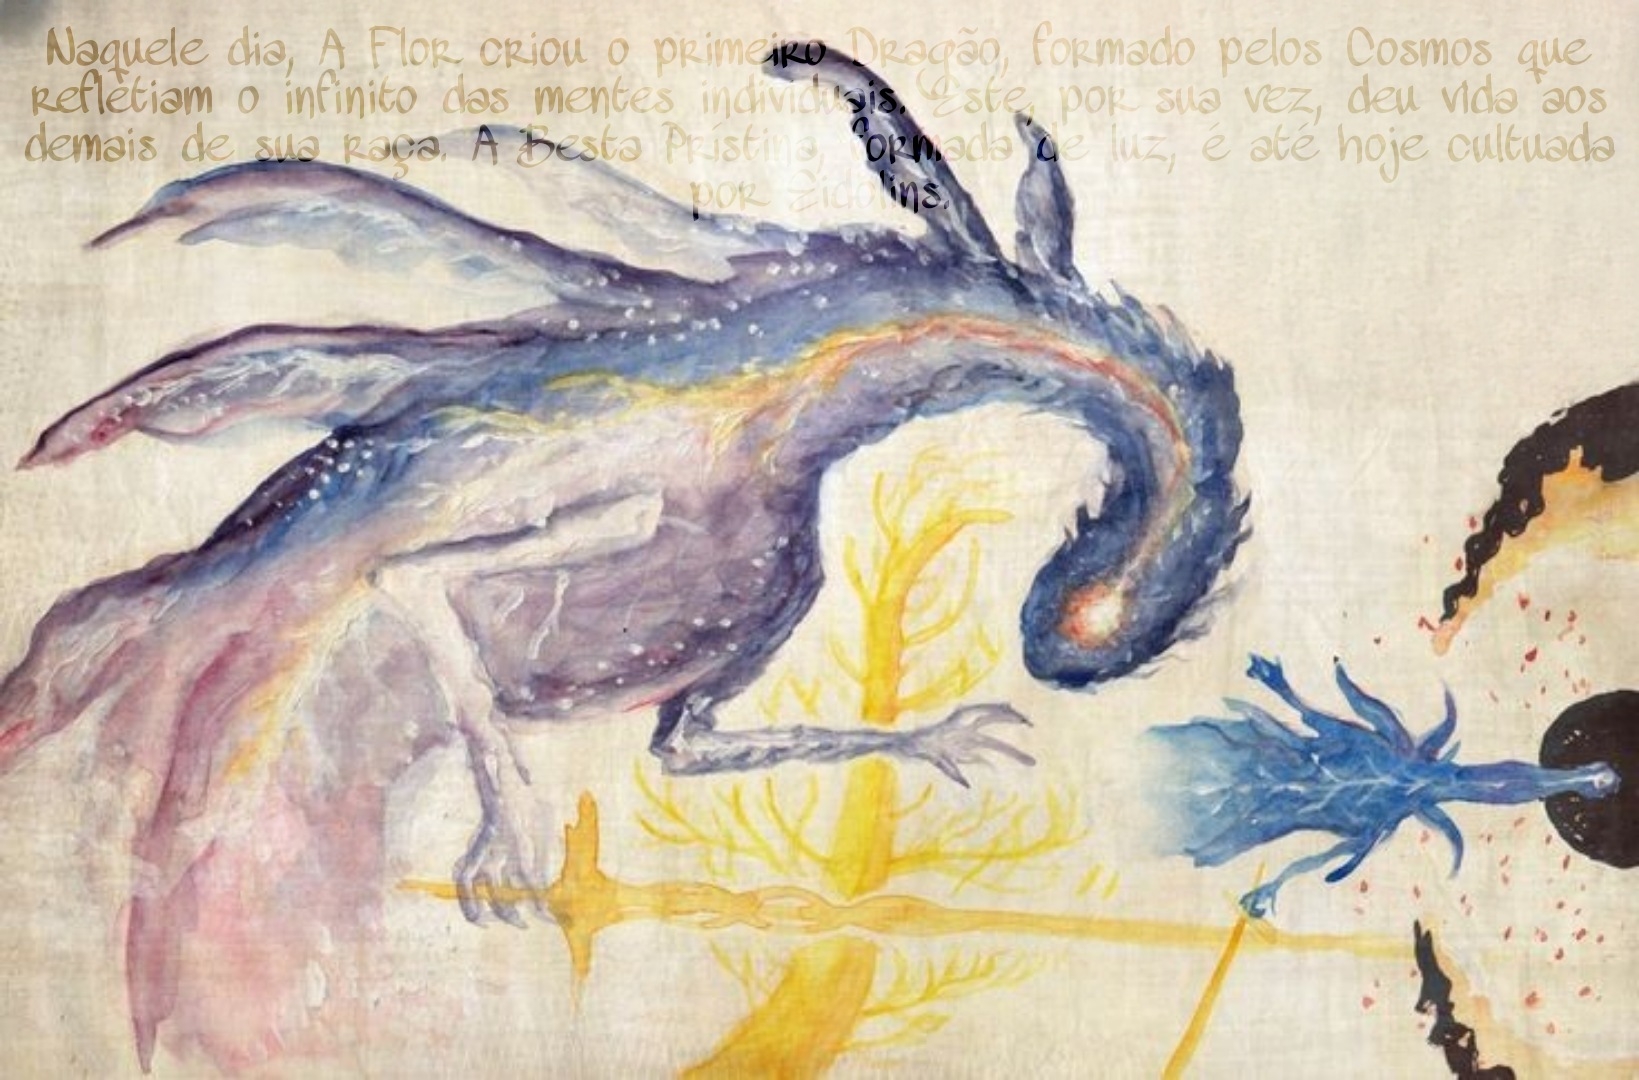 Naquele dia, A Flor criou o primeiro Dragão, formado pelos Cosmos que
refletiam o infinito das mentes individuais. Este, por sua vez, deu vida aos
demais de sua raça. A Besta Prístina, formada de luz, é até hoje cultuada
por Eidolins.